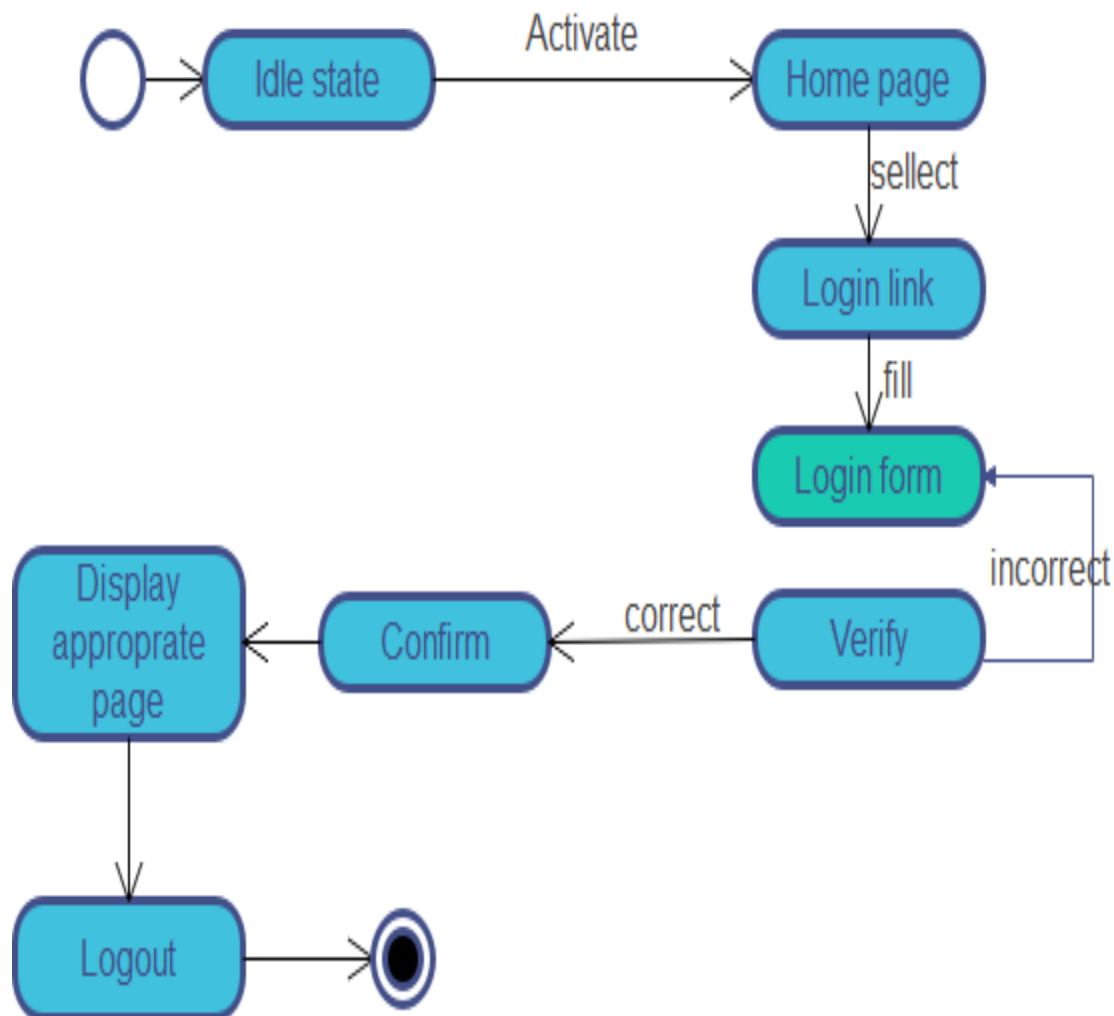 Activate
Idle state
Home page
sellect
Login link
fill
Login form
incorrect
Display
approprate
page
Confirm
correct
Verify
Logout